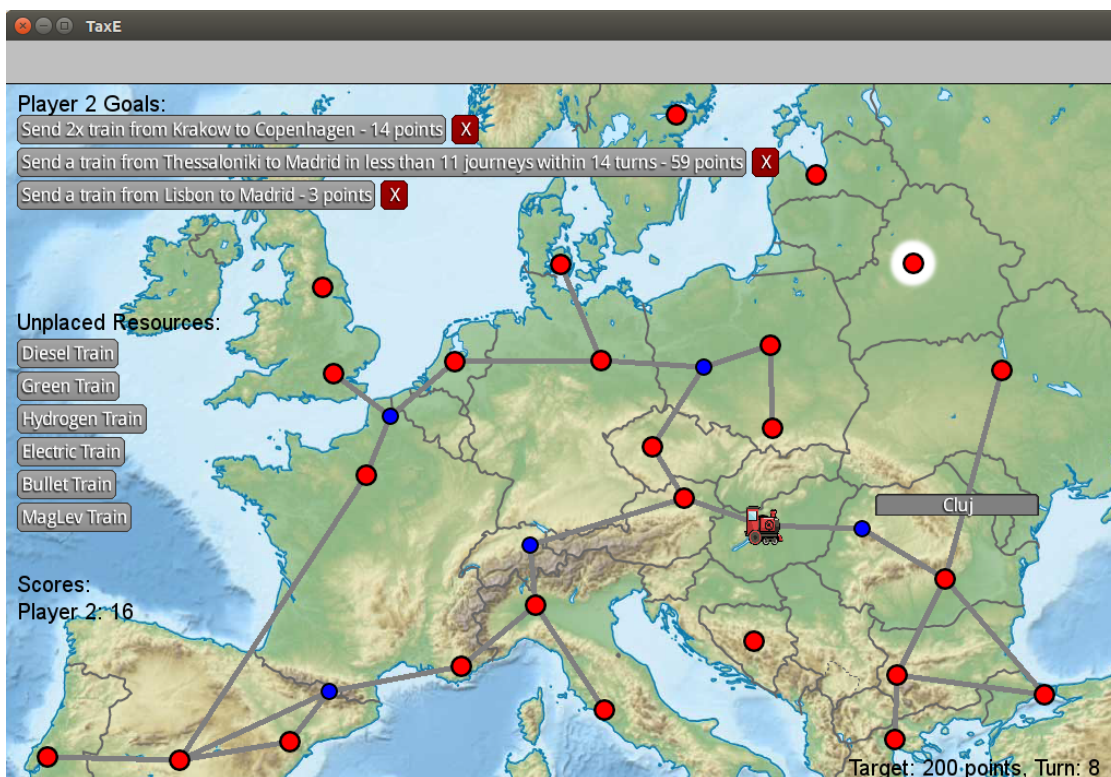 TaxE
Player 2 Goals:
Send 2x train from Krakow to Copenhagen - 14 points X
Send a train from Thessaloniki to Madrid in less than 11 journeys within 14 turns - 59 points X
Send a train from Lisbon to Madrid - 3 points X
Unplaced Resources:
Diesel Train
Green Train
Hydrogen Train
Electric Train
Bullet Train
MagLev Train
Cluj
Scores:
Player 2: 16
Target: 200 points, Turn: 8